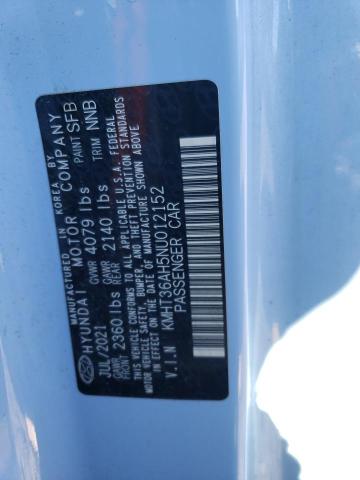 MANUFACTURED IN KOREA BY
HYUNDAI MOTOR COMPANY
JUL/2021 GVWR 4079 lbs PAINT SFB
GAWR FRONT 2360 lbs GAWR REAR 2140 lbs TRIM NNB
THIS VEHICLE CONFORMS TO ALL APPLICABLE U.S.A. FEDERAL
MOTOR VEHICLE SAFETY, BUMPER, AND THEFT PREVENTION STANDARDS
IN EFFECT ON THE DATE OF MANUFACTURE SHOWN ABOVE.
V.I.N KMHT36AH5NU012152
PASSENGER CAR